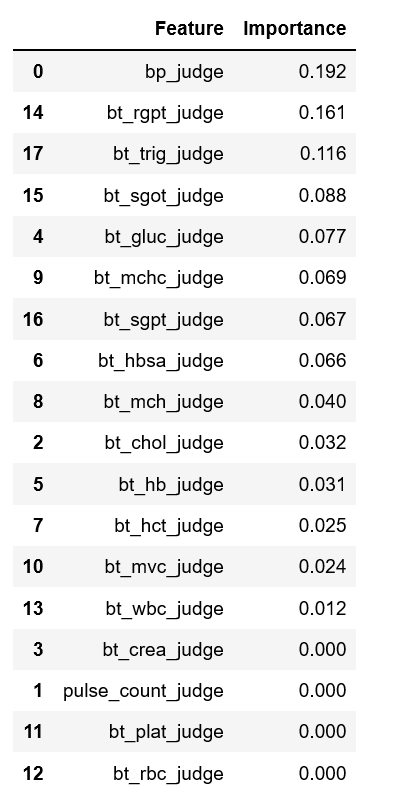 Feature Importance
0 bp_judge 0.192
14 bt_rgpt_judge 0.161
17 bt_trig_judge 0.116
15 bt_sgot_judge 0.088
4 bt_gluc_judge 0.077
9 bt_mchc_judge 0.069
16 bt_sgpt_judge 0.067
6 bt_hbsa_judge 0.066
8 bt_mch_judge 0.040
2 bt_chol_judge 0.032
5 bt_hb_judge 0.031
7 bt_hct_judge 0.025
10 bt_mvc_judge 0.024
13 bt_wbc_judge 0.012
3 bt_crea_judge 0.000
1 pulse_count_judge 0.000
11 bt_plat_judge 0.000
12 bt_rbc_judge 0.000